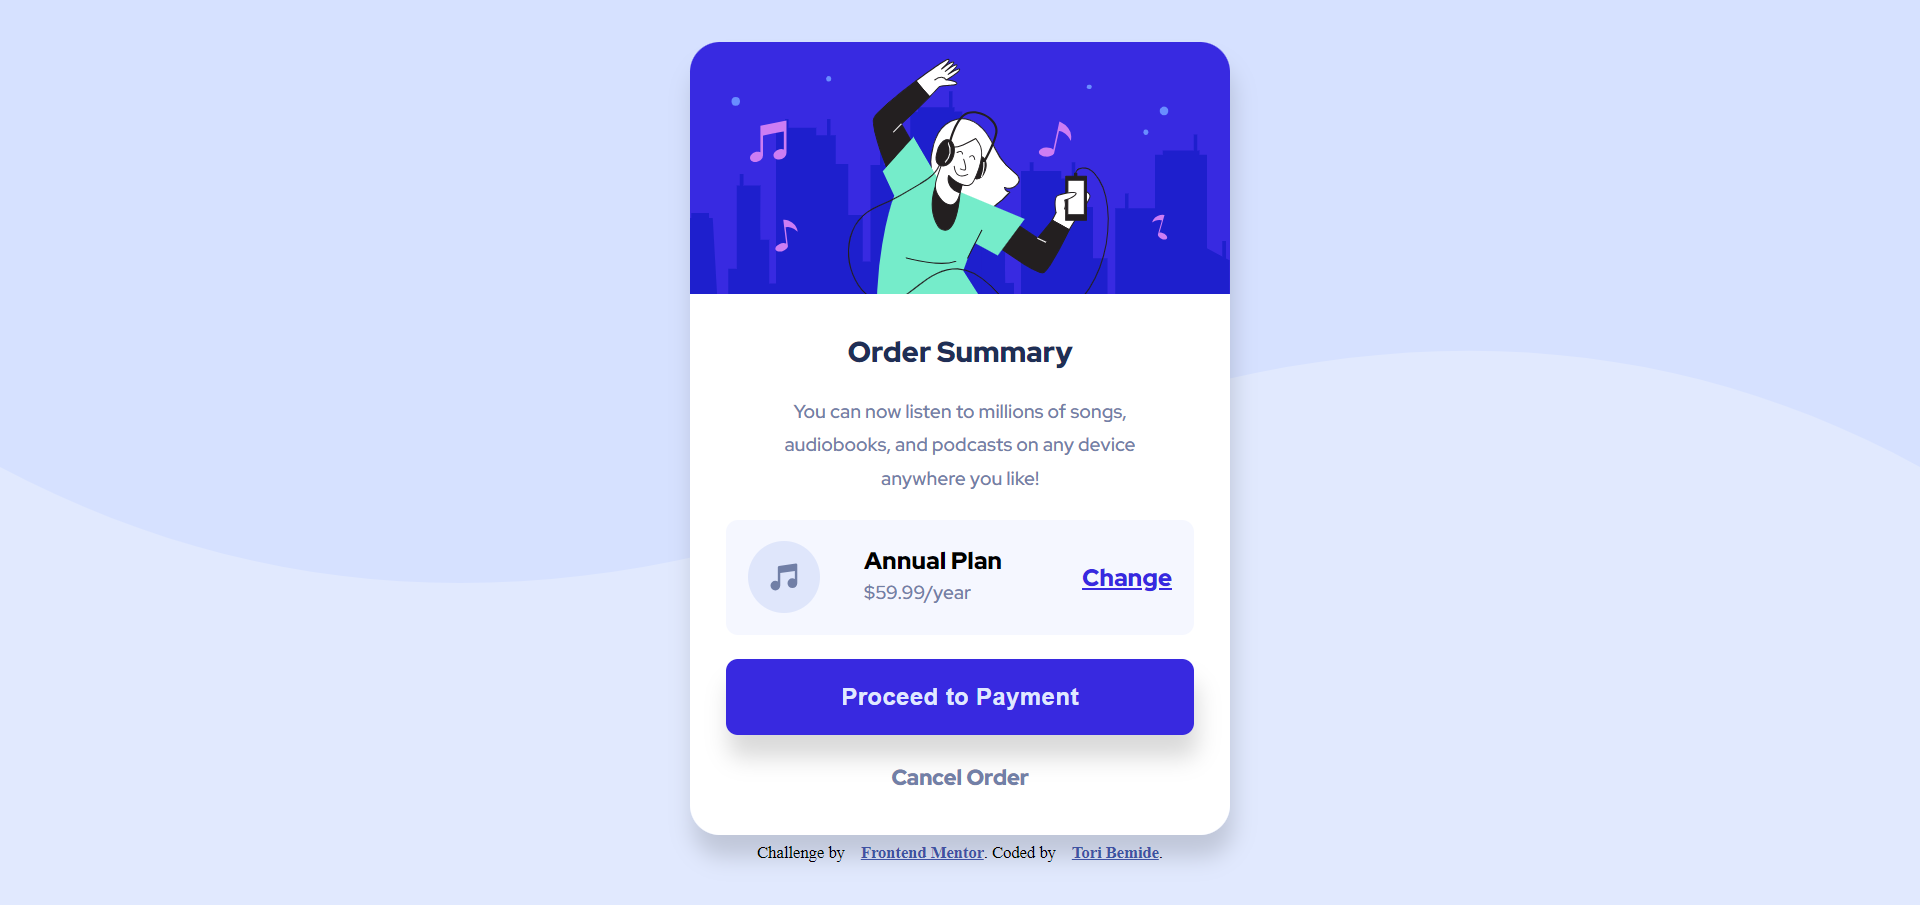 Order Summary
You can now listen to millions of songs,
audiobooks, and podcasts on any device
anywhere you like!
Annual Plan
$59.99/year
Change
Proceed to Payment
Cancel Order
Challenge by Frontend Mentor. Coded by Tori Bemide.